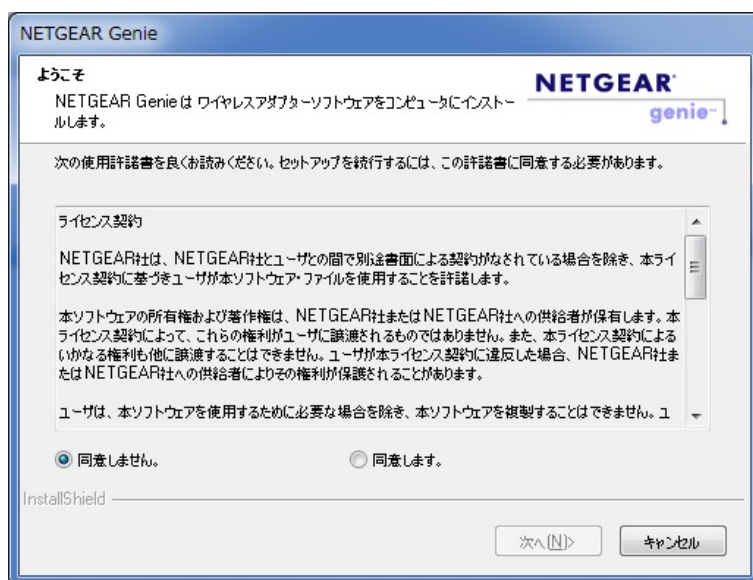 NETGEAR Genie
ようこそ
NETGEAR Genieは ワイヤレスアダプターソフトウェアをコンピュータにインストー
ルします。
NETGEAR
genie™
次の使用許諾書を良くお読みください。セットアップを続行するには、この許諾書に同意する必要があります。
ライセンス契約
NETGEAR社は、NETGEAR社とユーザとの間で別途書面による契約がなされている場合を除き、本ライ
センス契約に基づきユーザが本ソフトウェア・ファイルを使用することを許諾します。
本ソフトウェアの所有権および著作権は、NETGEAR社またはNETGEAR社への供給者が保有します。本
ライセンス契約によって、これらの権利がユーザに譲渡されるものではありません。また、本ライセンス契約による
いかなる権利も他に譲渡することはできません。ユーザが本ライセンス契約に違反した場合、NETGEAR社ま
たはNETGEAR社への供給者によりその権利が保護されることがあります。
ユーザは、本ソフトウェアを使用するために必要な場合を除き、本ソフトウェアを複製することはできません。ユ
同意しません。
同意します。
InstallShield
次へ(N)>
キャンセル